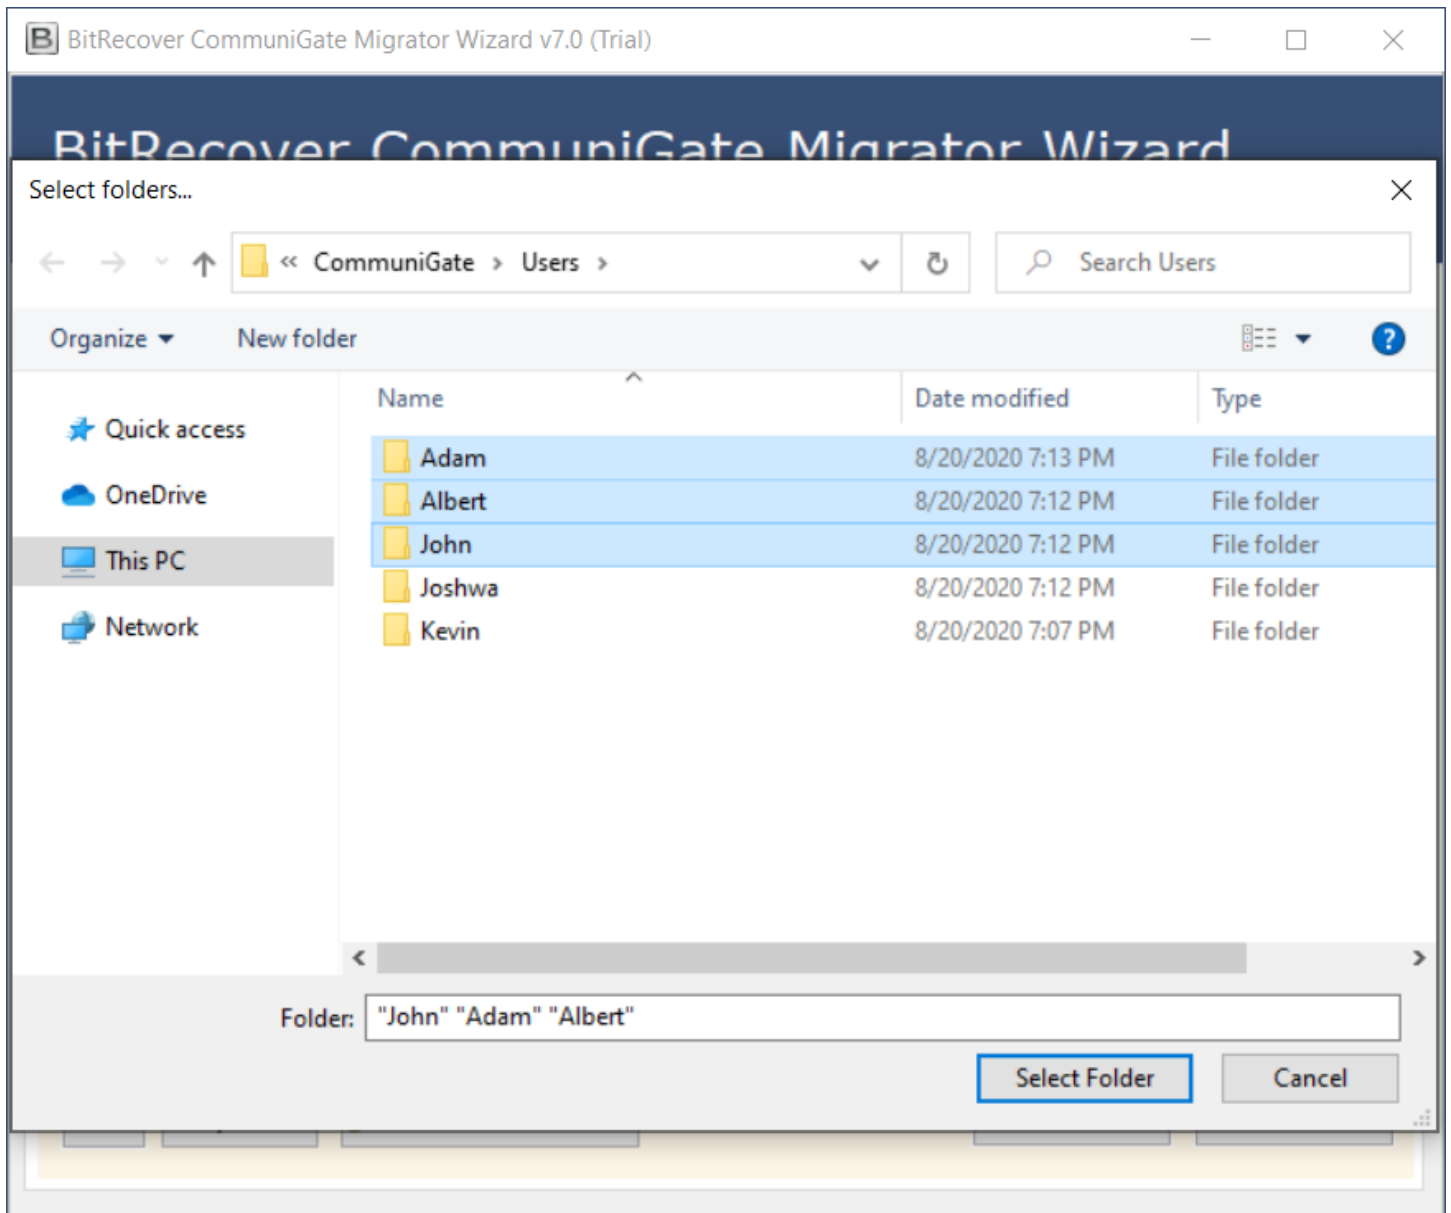 BitRecover CommuniGate Migrator Wizard v7.0 (Trial)
BitRecover CommuniGate Migrator Wizard
Select folders...
« CommuniGate > Users >
Search Users
Organize
New folder
?
Name Date modified Type
Quick access
OneDrive
This PC
Network
Adam 8/20/2020 7:13 PM File folder
Albert 8/20/2020 7:12 PM File folder
John 8/20/2020 7:12 PM File folder
Joshwa 8/20/2020 7:12 PM File folder
Kevin 8/20/2020 7:07 PM File folder
Folder: "John" "Adam" "Albert"
Select Folder Cancel